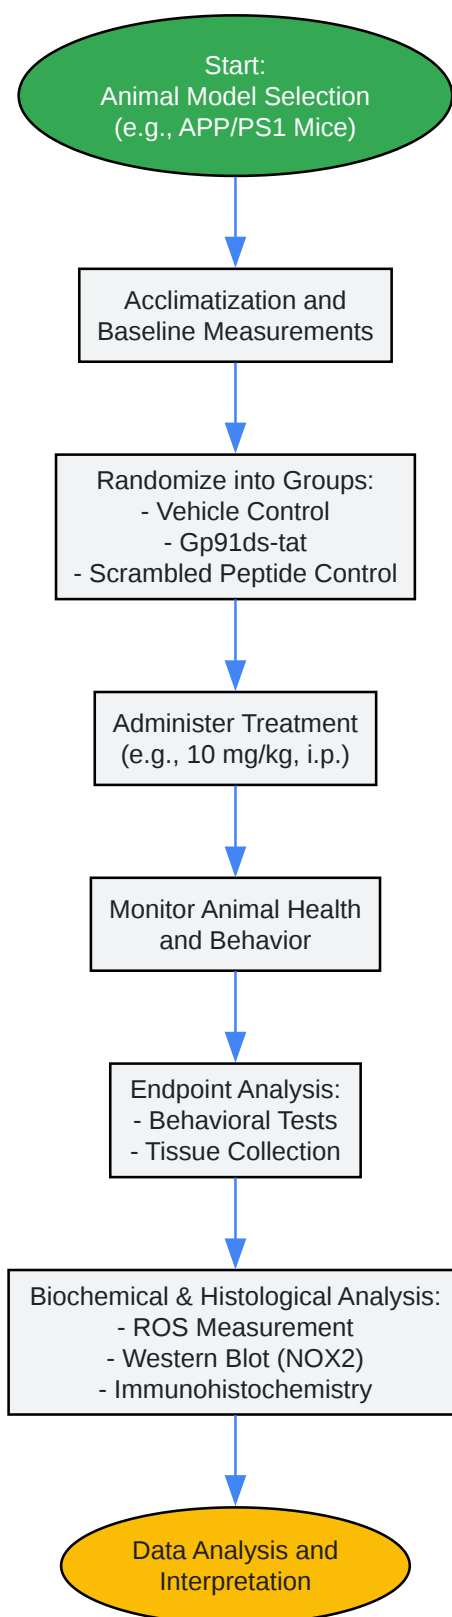 Start:
Animal Model Selection
(e.g., APP/PS1 Mice)
Acclimatization and
Baseline Measurements
Randomize into Groups:
- Vehicle Control
- Gp91ds-tat
- Scrambled Peptide Control
Administer Treatment
(e.g., 10 mg/kg, i.p.)
Monitor Animal Health
and Behavior
Endpoint Analysis:
- Behavioral Tests
- Tissue Collection
Biochemical & Histological Analysis:
- ROS Measurement
- Western Blot (NOX2)
- Immunohistochemistry
Data Analysis and
Interpretation